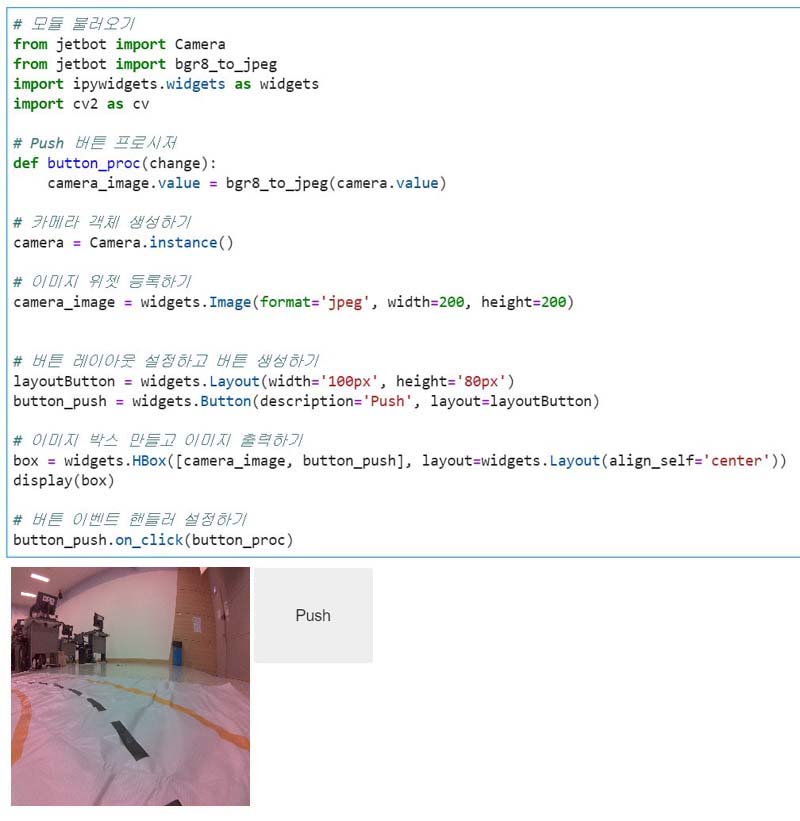 # 모듈 불러오기
from jetbot import Camera
from jetbot import bgr8_to_jpeg
import ipywidgets.widgets as widgets
import cv2 as cv
# Push 버튼 프로시저
def button_proc(change):
    camera_image.value = bgr8_to_jpeg(camera.value)
# 카메라 객체 생성하기
camera = Camera.instance()
# 이미지 위젯 등록하기
camera_image = widgets.Image(format='jpeg', width=200, height=200)
# 버튼 레이아웃 설정하고 버튼 생성하기
layoutButton = widgets.Layout(width='100px', height='80px')
button_push = widgets.Button(description='Push', layout=layoutButton)
# 이미지 박스 만들고 이미지 출력하기
box = widgets.HBox([camera_image, button_push], layout=widgets.Layout(align_self='center'))
display(box)
# 버튼 이벤트 핸들러 설정하기
button_push.on_click(button_proc)
Push